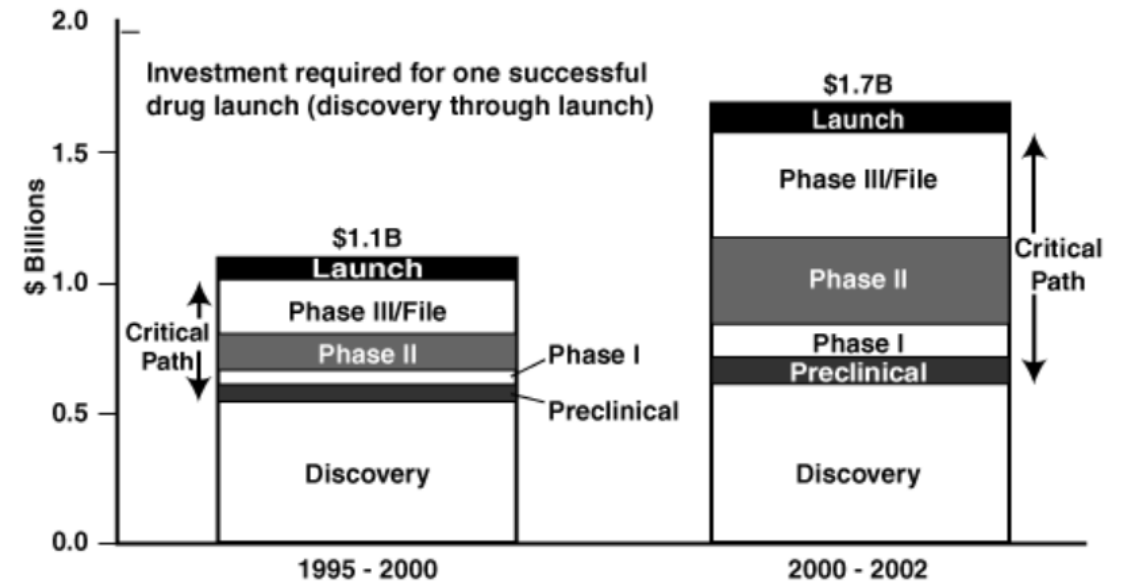 2.0
Investment required for one successful
drug launch (discovery through launch)
$1.7B
Launch
1.5
Phase III/File
$ Billions
$1.1B
Launch
Critical
Path
Phase II
1.0
Phase III/File
Critical
Path
Phase II
Phase I
Phase I
Preclinical
Preclinical
0.5
Discovery
Discovery
0.0
1995 - 2000
2000 - 2002